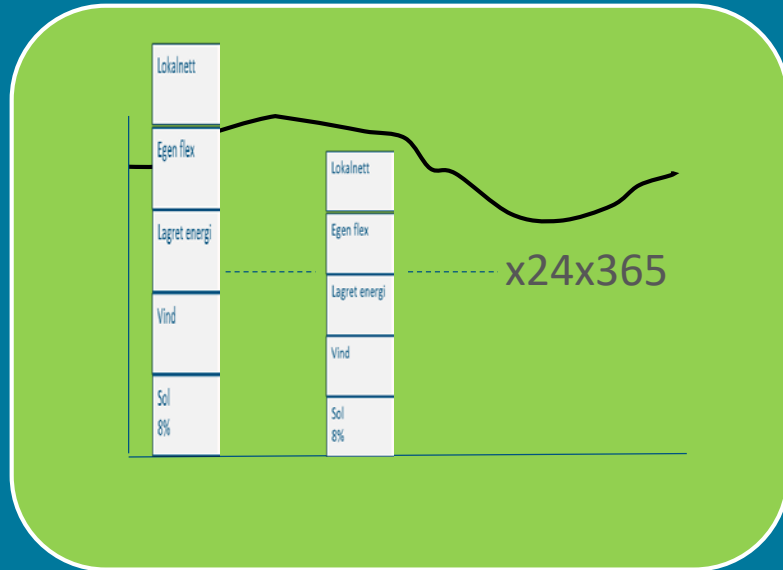 Lokalnett
Egen flex
Lagret energi
Vind
Sol
8%
Lokalnett
Egen flex
Lagret energi
Vind
Sol
8%
x24x365